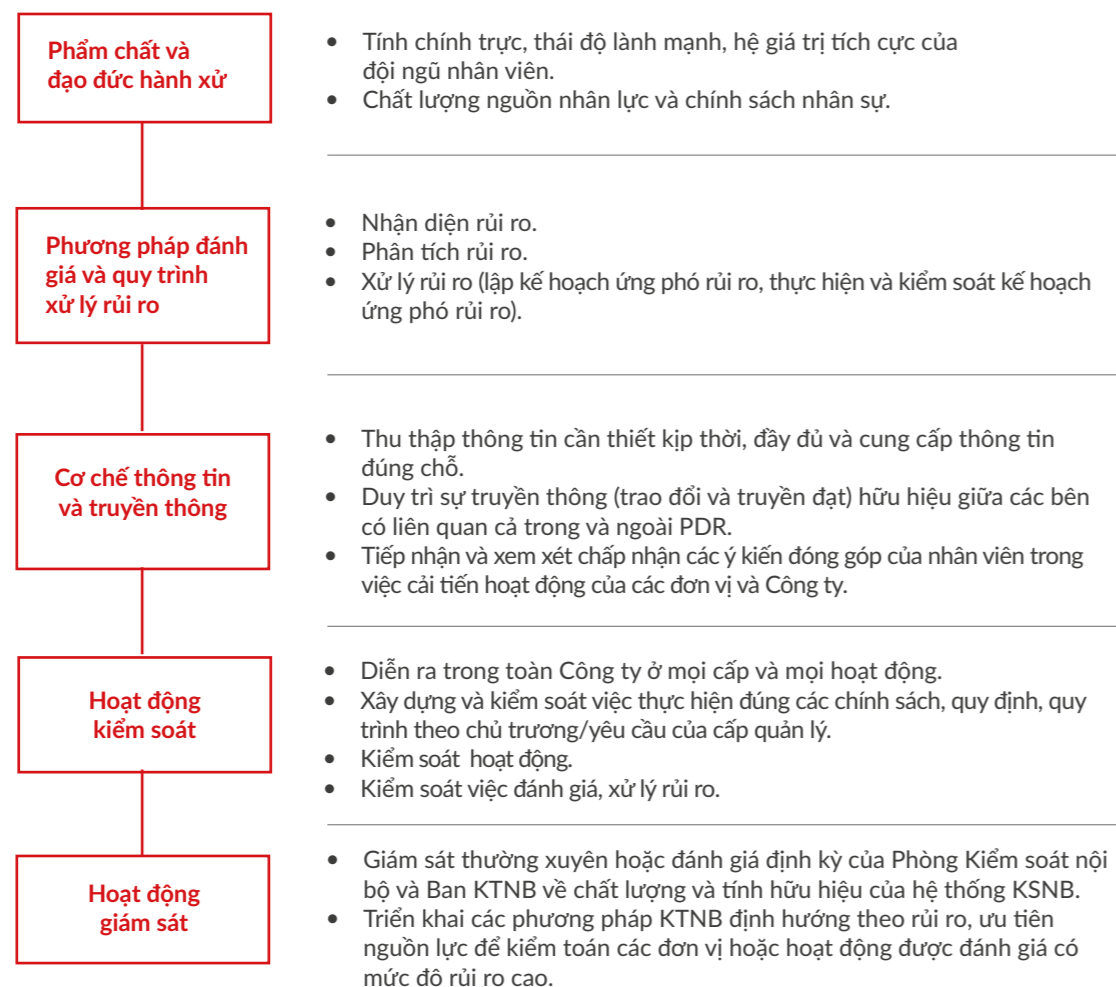 Phẩm chất và
đạo đức hành xử
• Tính chính trực, thái độ lành mạnh, hệ giá trị tích cực của
đội ngũ nhân viên.
• Chất lượng nguồn nhân lực và chính sách nhân sự.
Phương pháp đánh
giá và quy trình
xử lý rủi ro
• Nhận diện rủi ro.
• Phân tích rủi ro.
• Xử lý rủi ro (lập kế hoạch ứng phó rủi ro, thực hiện và kiểm soát kế hoạch
ứng phó rủi ro).
Cơ chế thông tin
và truyền thông
• Thu thập thông tin cần thiết kịp thời, đầy đủ và cung cấp thông tin
đúng chỗ.
• Duy trì sự truyền thông (trao đổi và truyền đạt) hữu hiệu giữa các bên
có liên quan cả trong và ngoài PDR.
• Tiếp nhận và xem xét chấp nhận các ý kiến đóng góp của nhân viên trong
việc cải tiến hoạt động của các đơn vị và Công ty.
Hoạt động
kiểm soát
• Diễn ra trong toàn Công ty ở mọi cấp và mọi hoạt động.
• Xây dựng và kiểm soát việc thực hiện đúng các chính sách, quy định, quy
trình theo chủ trương/yêu cầu của cấp quản lý.
• Kiểm soát hoạt động.
• Kiểm soát việc đánh giá, xử lý rủi ro.
Hoạt động
giám sát
• Giám sát thường xuyên hoặc đánh giá định kỳ của Phòng Kiểm soát nội
bộ và Ban KTNB về chất lượng và tính hữu hiệu của hệ thống KSNB.
• Triển khai các phương pháp KTNB định hướng theo rủi ro, ưu tiên
nguồn lực để kiểm toán các đơn vị hoặc hoạt động được đánh giá có
mức độ rủi ro cao.